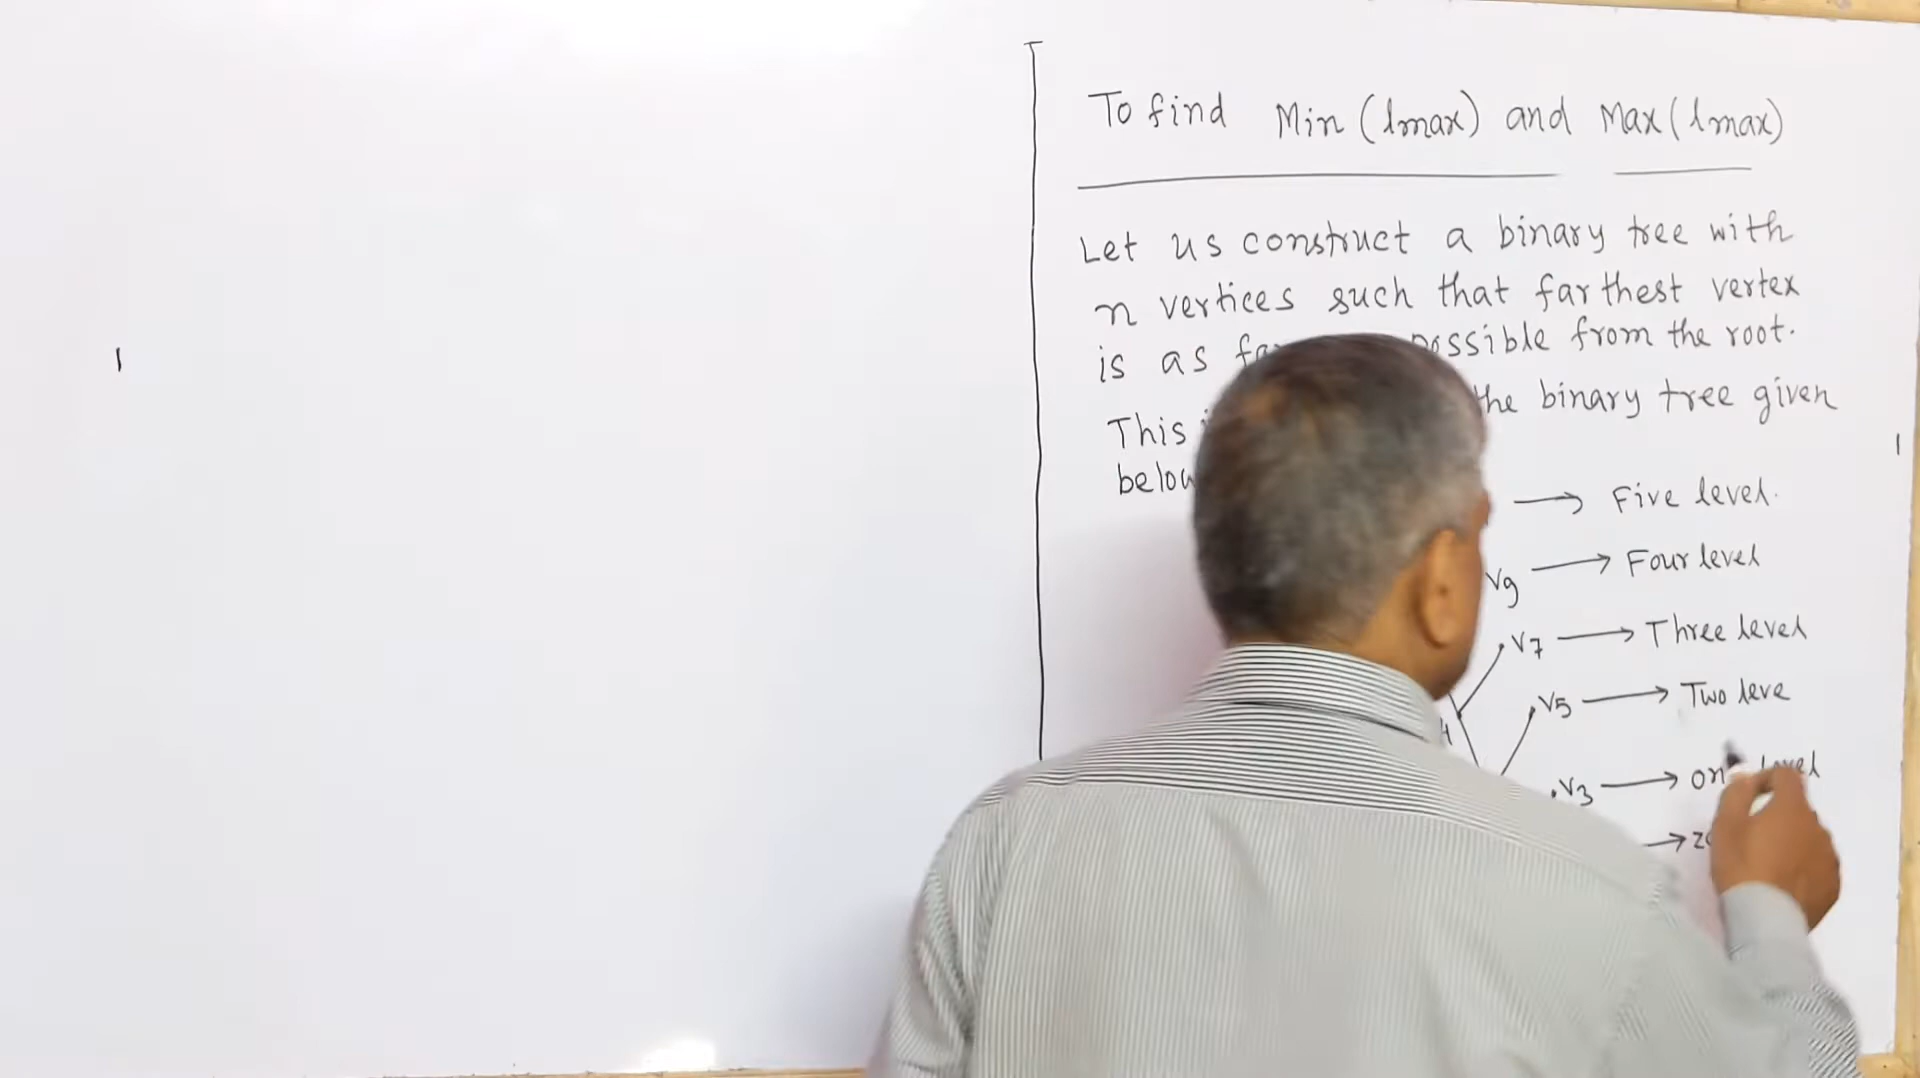 To find Min (lmax) and Max (lmax)
Let us construct a binary tree with
n vertices such that farthest vertex
is as possible from the root.
This the binary tree given
below
→ Five level.
V9 → Four level
V7 → Three level
V5 → Two leve
V3 → level
→